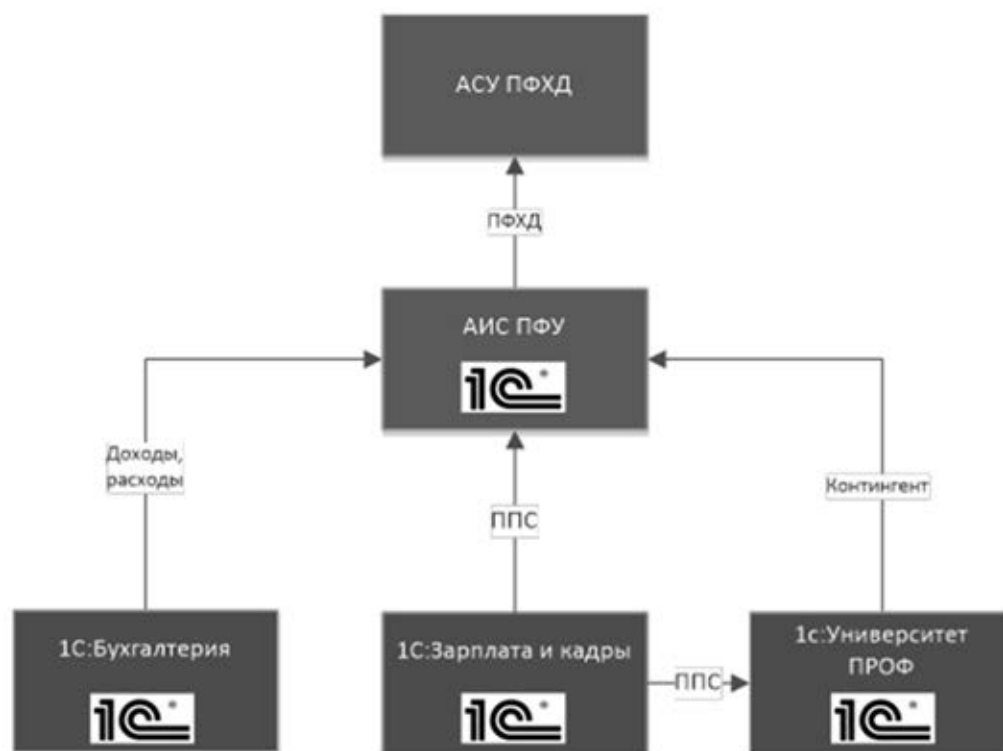 АСУ ПФХД
ПФХД
АИС ПФУ
1С®
Доходы,
расходы
ППС
Контингент
1С:Бухгалтерия
1С®
1С:Зарплата и кадры
1С®
ППС
1с:Университет
ПРОФ
1С®